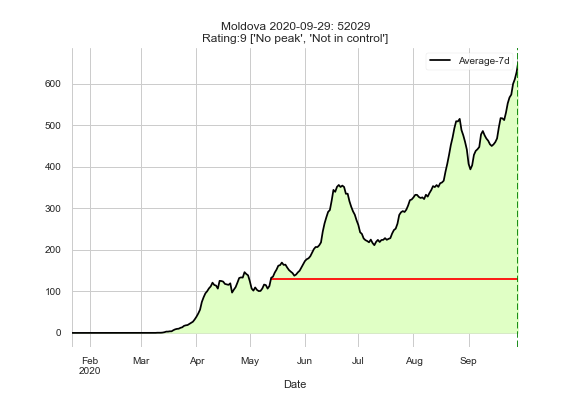 Moldova 2020-09-29: 52029
Rating:9 ['No peak', 'Not in control']
Average-7d
600
500
400
300
200
100
0
Feb Mar Apr May Jun Jul Aug Sep
2020
Date